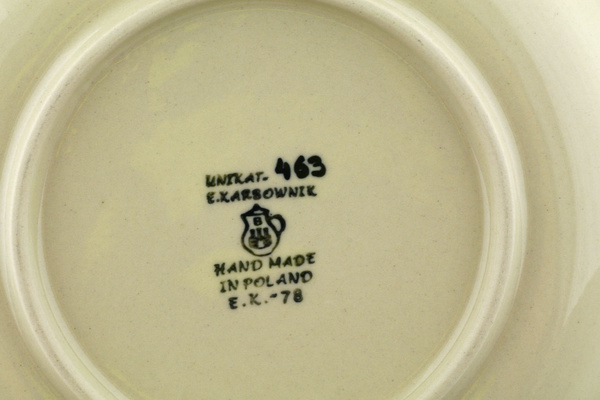 UNIKAT- 463
E.KARBOWNIK
B
HAND MADE
IN POLAND
E.K.-78